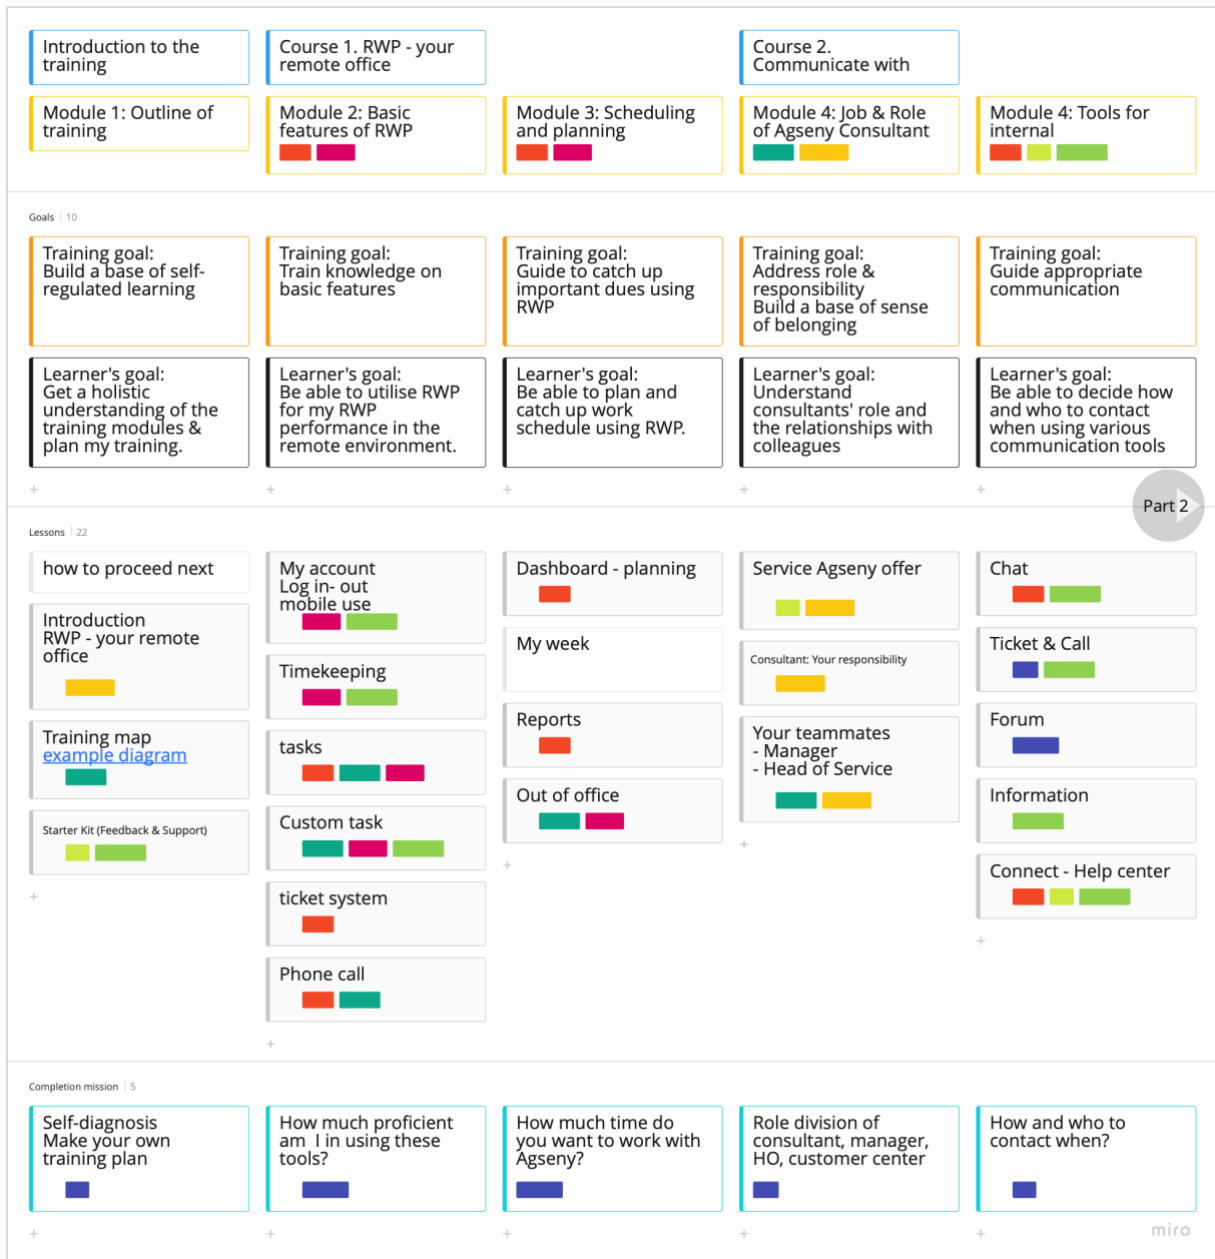 Introduction to the
training
Course 1. RWP - your
remote office
Course 2.
Communicate with
Module 1: Outline of
training
Module 2: Basic
features of RWP
Module 3: Scheduling
and planning
Module 4: Job & Role
of Agseny Consultant
Module 4: Tools for
internal
Goals 10
Training goal:
Build a base of self-
regulated learning
Training goal:
Train knowledge on
basic features
Training goal:
Guide to catch up
important dues using
RWP
Training goal:
Address role &
responsibility
Build a base of sense
of belonging
Training goal:
Guide appropriate
communication
Learner's goal:
Get a holistic
understanding of the
training modules &
plan my training.
Learner's goal:
Be able to utilise RWP
for my RWP
performance in the
remote environment.
Learner's goal:
Be able to plan and
catch up work
schedule using RWP.
Learner's goal:
Understand
consultants' role and
the relationships with
colleagues
Learner's goal:
Be able to decide how
and who to contact
when using various
communication tools
Part 2
Lessons 22
how to proceed next
Introduction
RWP - your remote
office
Training map
example diagram
Starter Kit (Feedback & Support)
My account
Log in- out
mobile use
Timekeeping
tasks
Custom task
ticket system
Phone call
Dashboard - planning
My week
Reports
Out of office
Service Agseny offer
Consultant: Your responsibility
Your teammates
- Manager
- Head of Service
Chat
Ticket & Call
Forum
Information
Connect - Help center
Completion mission 5
Self-diagnosis
Make your own
training plan
How much proficient
am I in using these
tools?
How much time do
you want to work with
Agseny?
Role division of
consultant, manager,
HO, customer center
How and who to
contact when?
miro